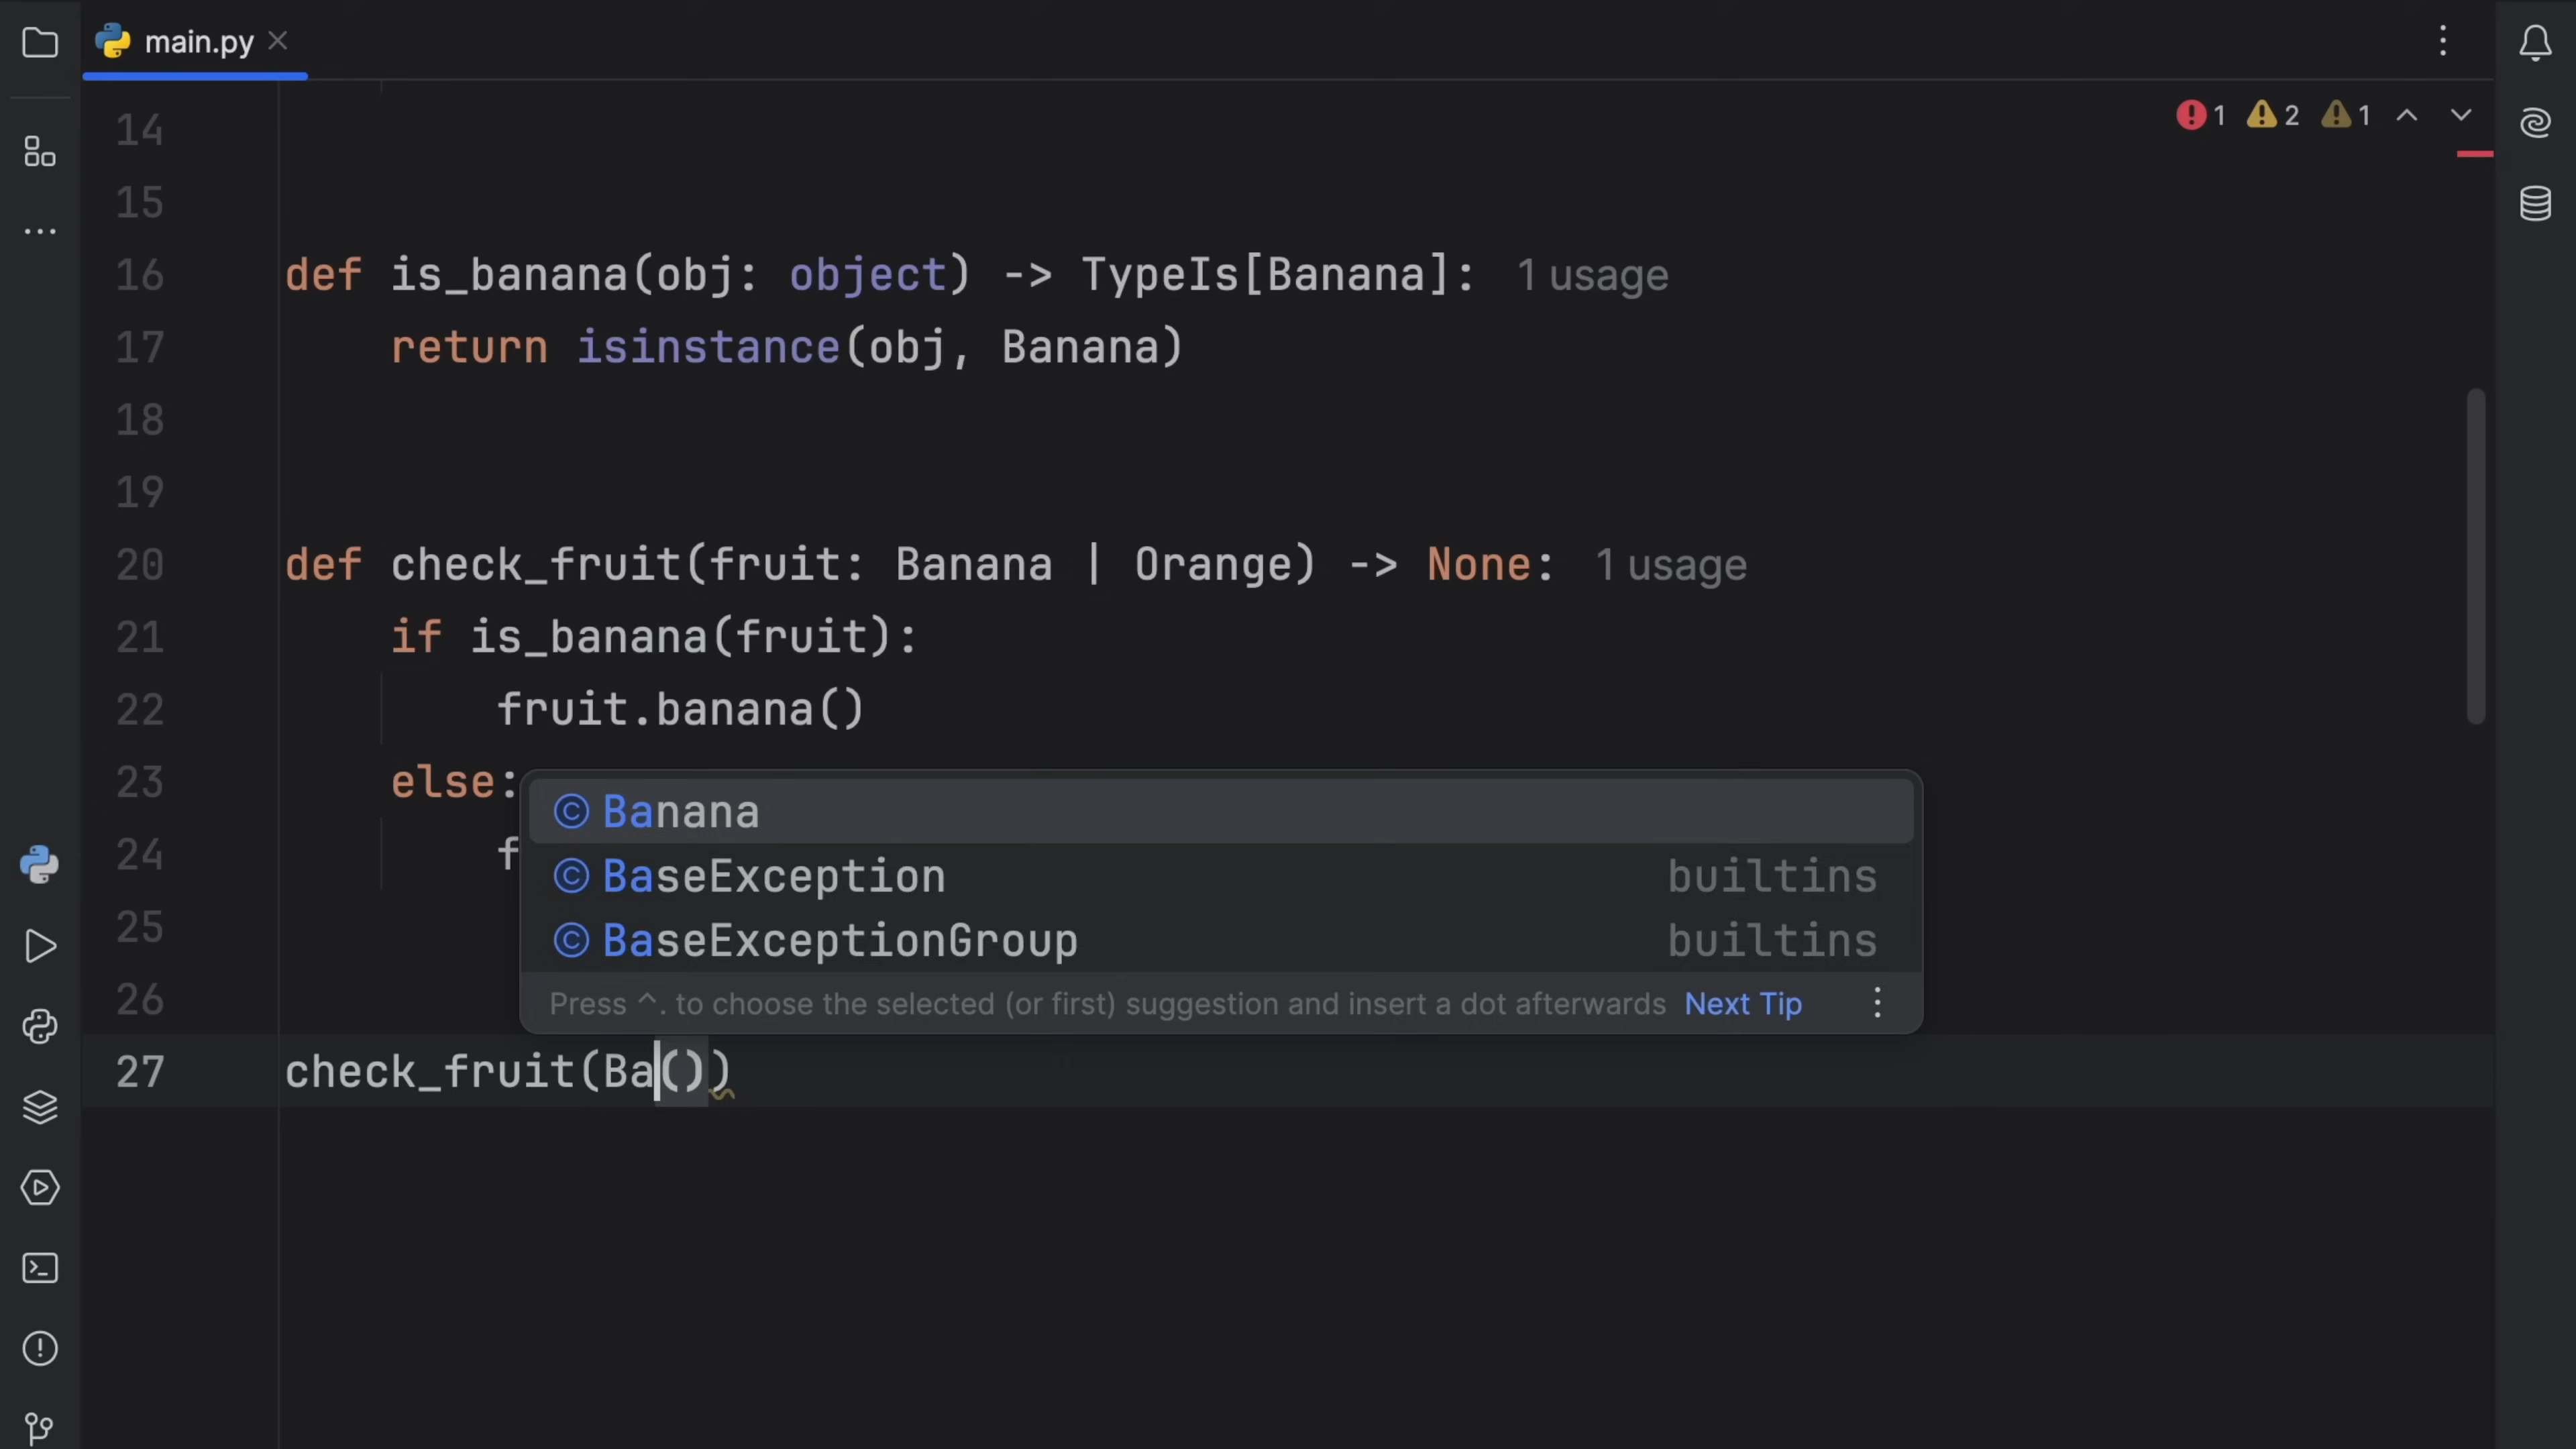 main.py
1 2 1
14
15
16 def is_banana(obj: object) -> TypeIs[Banana]: 1 usage
17 return isinstance(obj, Banana)
18
19
20 def check_fruit(fruit: Banana | Orange) -> None: 1 usage
21 if is_banana(fruit):
22 fruit.banana()
23 else:
Banana
24 f
BaseException builtins
25
BaseExceptionGroup builtins
26
Press ^. to choose the selected (or first) suggestion and insert a dot afterwards Next Tip
27 check_fruit(Ba())